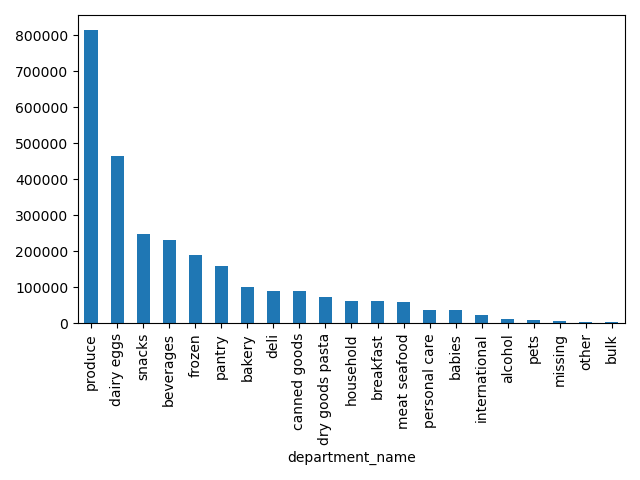 800000
700000
600000
500000
400000
300000
200000
100000
0
produce
dairy eggs
snacks
beverages
frozen
pantry
bakery
deli
canned goods
dry goods pasta
household
breakfast
meat seafood
personal care
babies
international
alcohol
pets
missing
other
bulk
department_name